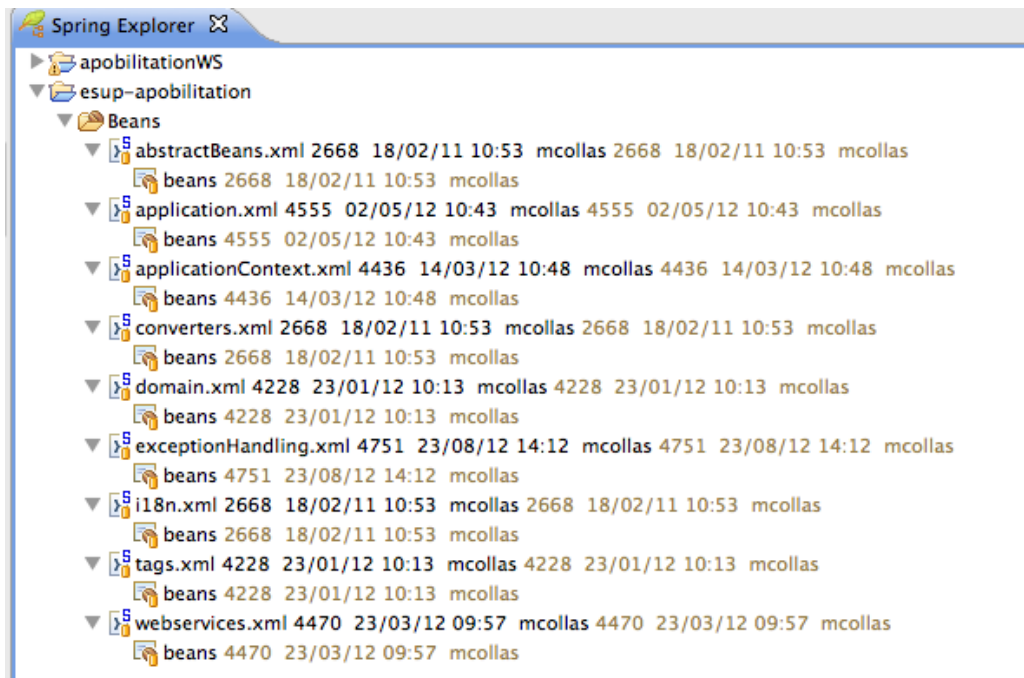 Spring Explorer
apobilitationWS
esup-apobilitation
Beans
abstractBeans.xml 2668 18/02/11 10:53 mcollas 2668 18/02/11 10:53 mcollas
beans 2668 18/02/11 10:53 mcollas
application.xml 4555 02/05/12 10:43 mcollas 4555 02/05/12 10:43 mcollas
beans 4555 02/05/12 10:43 mcollas
applicationContext.xml 4436 14/03/12 10:48 mcollas 4436 14/03/12 10:48 mcollas
beans 4436 14/03/12 10:48 mcollas
converters.xml 2668 18/02/11 10:53 mcollas 2668 18/02/11 10:53 mcollas
beans 2668 18/02/11 10:53 mcollas
domain.xml 4228 23/01/12 10:13 mcollas 4228 23/01/12 10:13 mcollas
beans 4228 23/01/12 10:13 mcollas
exceptionHandling.xml 4751 23/08/12 14:12 mcollas 4751 23/08/12 14:12 mcollas
beans 4751 23/08/12 14:12 mcollas
i18n.xml 2668 18/02/11 10:53 mcollas 2668 18/02/11 10:53 mcollas
beans 2668 18/02/11 10:53 mcollas
tags.xml 4228 23/01/12 10:13 mcollas 4228 23/01/12 10:13 mcollas
beans 4228 23/01/12 10:13 mcollas
webservices.xml 4470 23/03/12 09:57 mcollas 4470 23/03/12 09:57 mcollas
beans 4470 23/03/12 09:57 mcollas